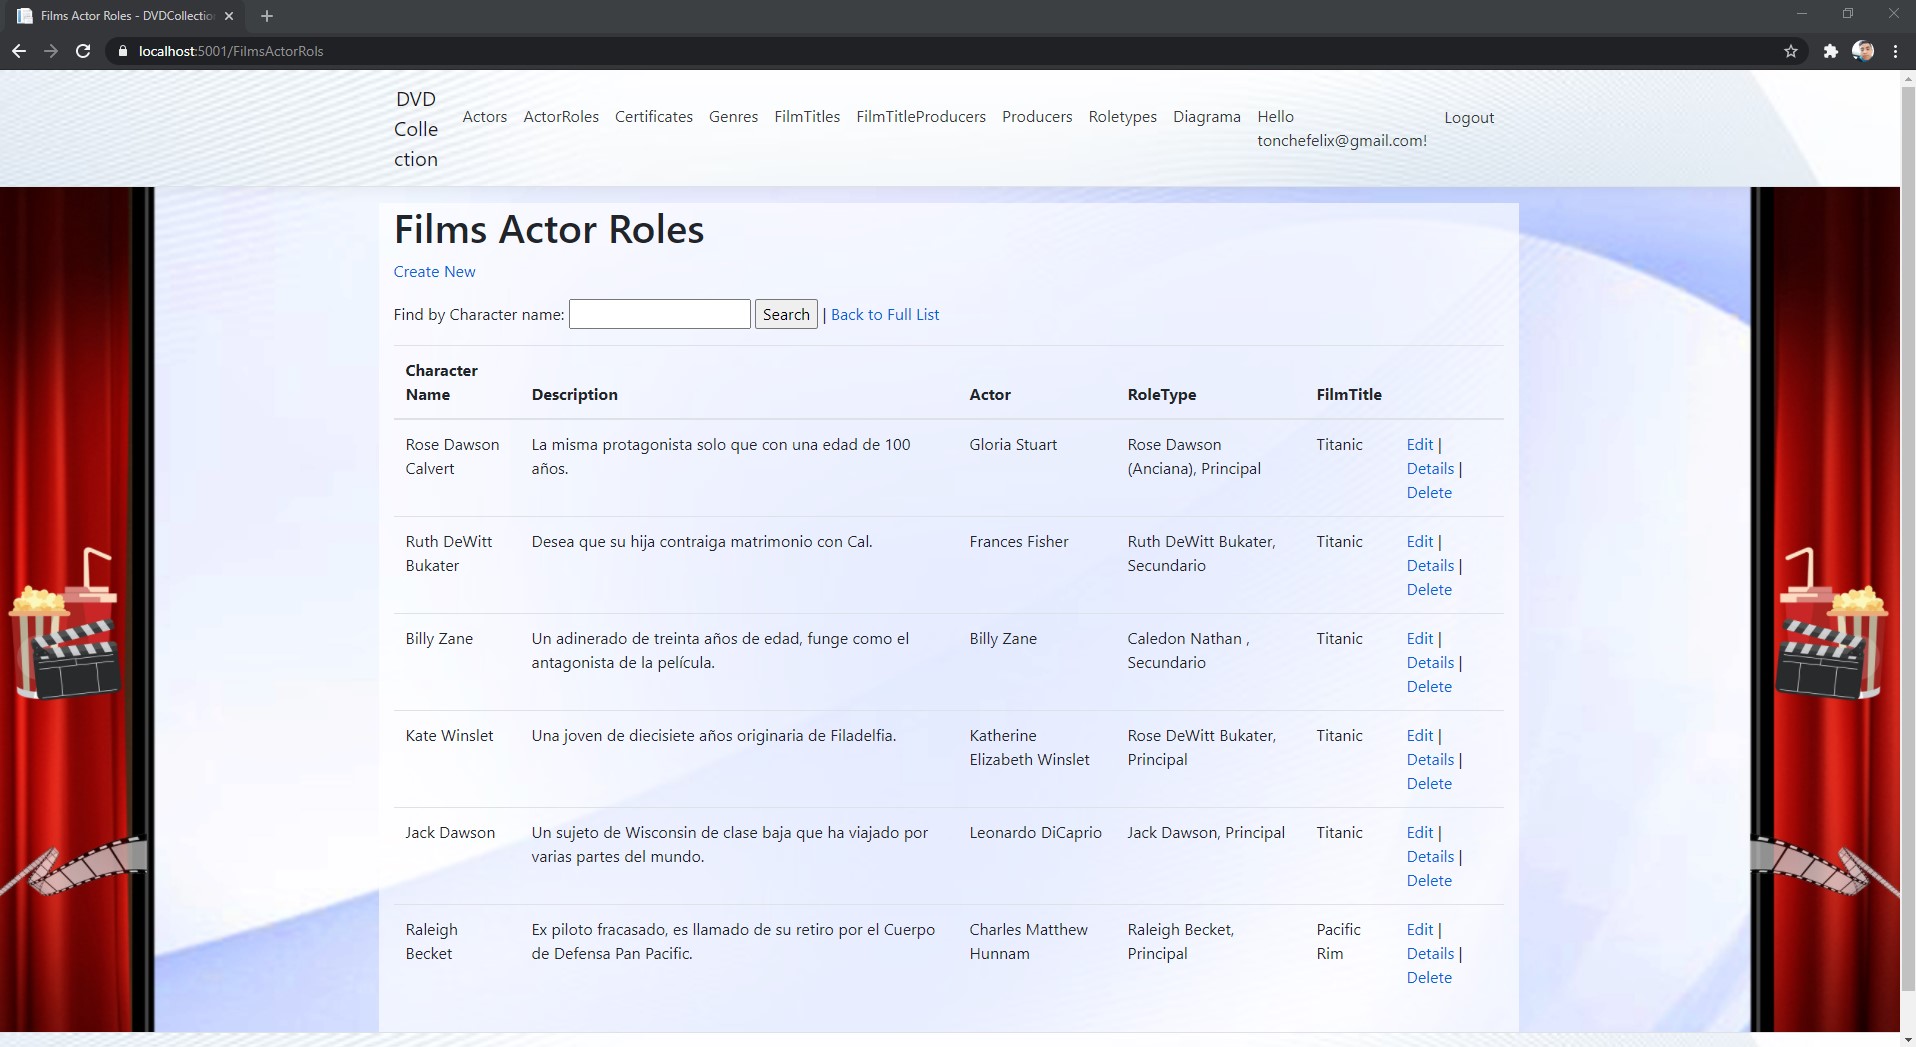 Films Actor Roles - DVDCollectio
localhost:5001/FilmsActorRols
DVD
Colle
ction
Actors ActorRoles Certificates Genres FilmTitles FilmTitleProducers Producers Roletypes Diagrama Hello
tonchefelix@gmail.com!
Logout
Films Actor Roles
Create New
Find by Character name: Search | Back to Full List
Character
Name Description Actor RoleType FilmTitle
Rose Dawson La misma protagonista solo que con una edad de 100 Gloria Stuart Rose Dawson Titanic Edit |
Calvert años. (Anciana), Principal Details |
Delete
Ruth DeWitt Desea que su hija contraiga matrimonio con Cal. Frances Fisher Ruth DeWitt Bukater, Titanic Edit |
Bukater Secundario Details |
Delete
Billy Zane Un adinerado de treinta años de edad, funge como el Billy Zane Caledon Nathan , Titanic Edit |
antagonista de la película. Secundario Details |
Delete
Kate Winslet Una joven de diecisiete años originaria de Filadelfia. Katherine Rose DeWitt Bukater, Titanic Edit |
Elizabeth Winslet Principal Details |
Delete
Jack Dawson Un sujeto de Wisconsin de clase baja que ha viajado por Leonardo DiCaprio Jack Dawson, Principal Titanic Edit |
varias partes del mundo. Details |
Delete
Raleigh Ex piloto fracasado, es llamado de su retiro por el Cuerpo Charles Matthew Raleigh Becket, Pacific Edit |
Becket de Defensa Pan Pacific. Hunnam Principal Rim Details |
Delete